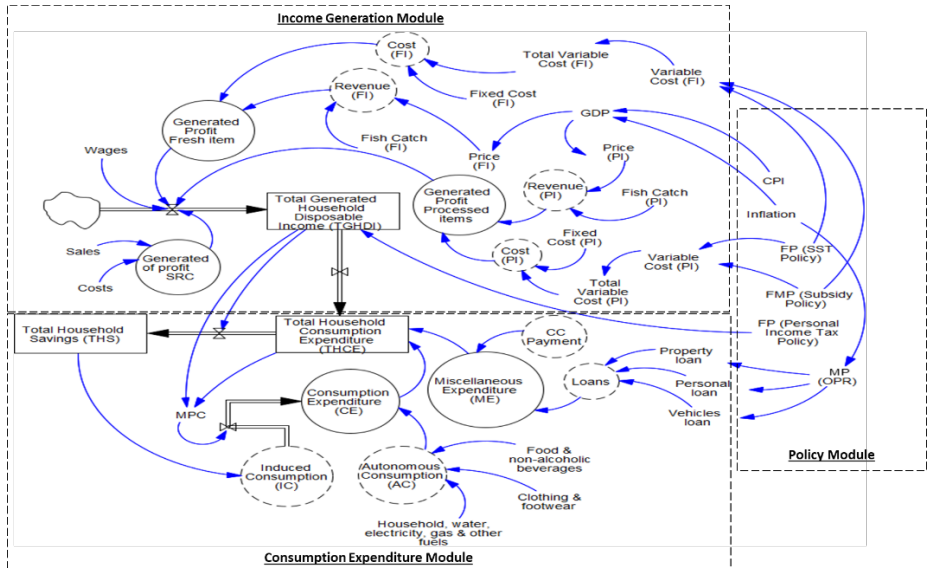 Income Generation Module
Cost
(FI)
Total Variable
Cost (FI)
Variable
Cost (FI)
Revenue
(FI)
Fixed Cost
(FI)
Generated
Profit
Fresh item
Fish Catch
(FI)
GDP
Wages
Price
(FI)
Price
(PI)
CPI
Generated
Profit
Processed
items
Revenue
(PI)
Fish Catch
(PI)
Total Generated
Household
Disposable
Income (TGHDI)
Inflation
Sales
Generated
of profit
SRC
Costs
Fixed
Cost (PI)
Cost
(PI)
Total
Variable
Cost (PI)
Variable
Cost (PI)
FP (SST
Policy)
FMP (Subsidy
Policy)
FP (Personal
Income Tax
Policy)
Total Household
Savings (THS)
Total Household
Consumption
Expenditure
(THCE)
CC
Payment
Property
loan
MP
(OPR)
Consumption
Expenditure
(CE)
Miscellaneous
Expenditure
(ME)
Loans
Personal
loan
Vehicles
loan
MPC
Policy Module
Induced
Consumption
(IC)
Autonomous
Consumption
(AC)
Food &
non-alcoholic
beverages
Clothing &
footwear
Household, water,
electricity, gas & other
fuels
Consumption Expenditure Module